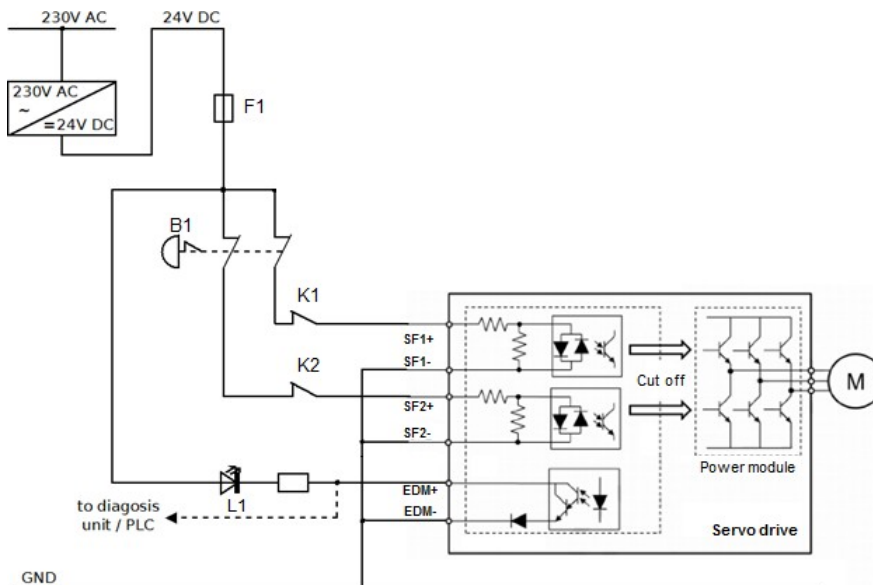 230V AC
24V DC
230V AC
~
=24V DC
F1
B1
K1
SF1+
SF1-
K2
Cut off
M
SF2+
SF2-
Power module
EDM+
L1
to diagosis
unit / PLC
EDM-
Servo drive
GND